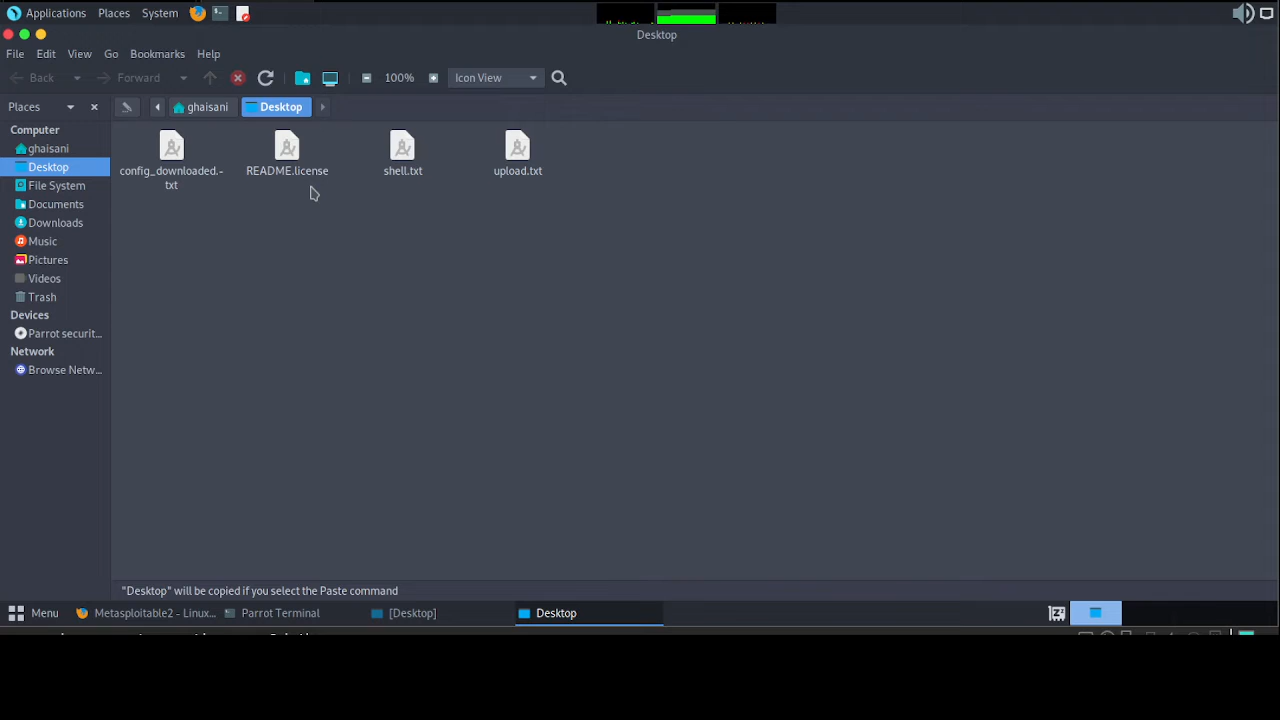 Applications Places System
Desktop
File Edit View Go Bookmarks Help
Back Forward 100% Icon View
Places ghaisani Desktop
Computer
ghaisani
Desktop
File System
Documents
Downloads
Music
Pictures
Videos
Trash
Devices
Parrot securit...
Network
Browse Netw...
config_downloaded.-
txt
README.license
shell.txt
upload.txt
"Desktop" will be copied if you select the Paste command
Menu Metasploitable2 - Linux... Parrot Terminal [Desktop] Desktop